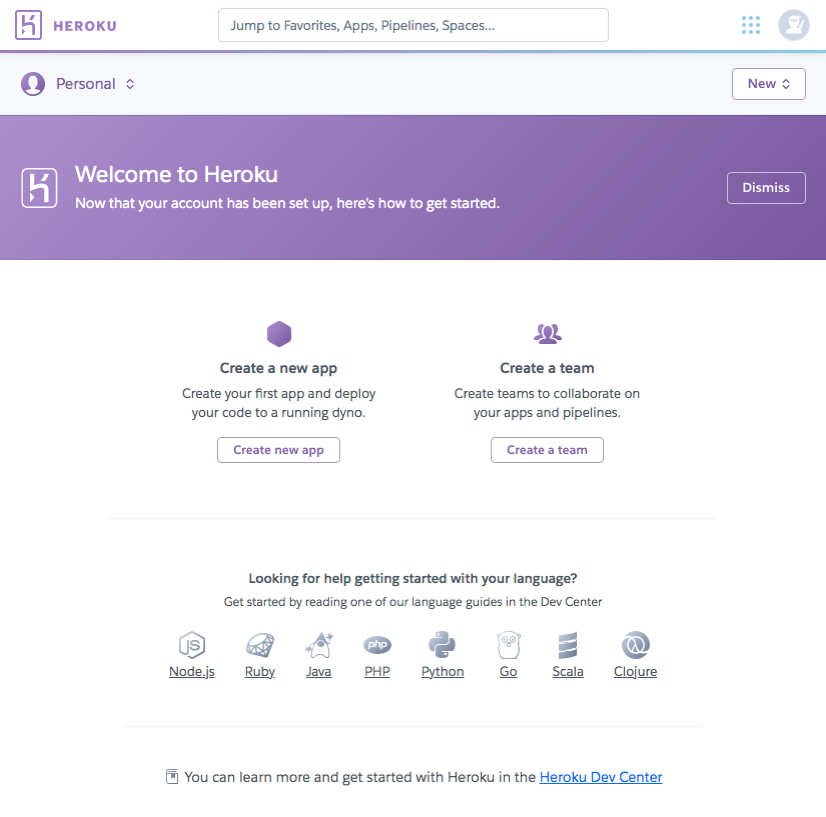 HEROKU
Jump to Favorites, Apps, Pipelines, Spaces...
Personal
New
Welcome to Heroku
Now that your account has been set up, here's how to get started.
Dismiss
Create a new app
Create your first app and deploy
your code to a running dyno.
Create new app
Create a team
Create teams to collaborate on
your apps and pipelines.
Create a team
Looking for help getting started with your language?
Get started by reading one of our language guides in the Dev Center
JS
php
Node.js Ruby Java PHP Python Go Scala Clojure
You can learn more and get started with Heroku in the Heroku Dev Center